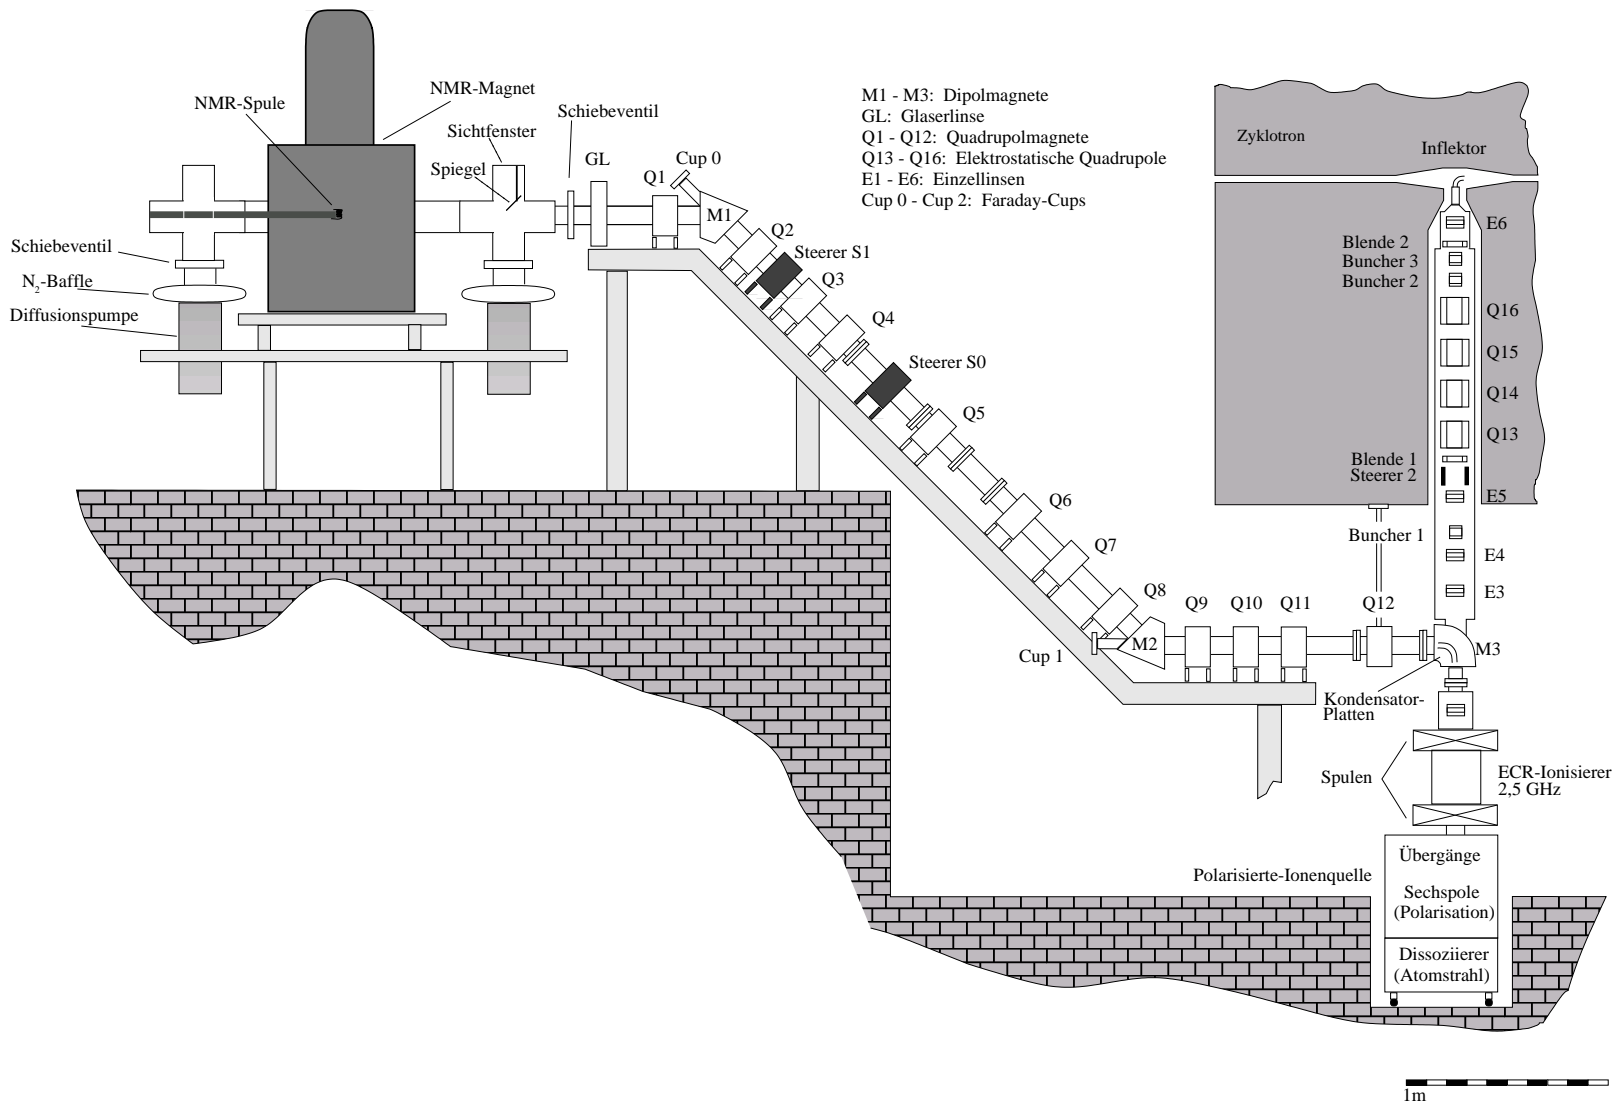 NMR-Spule
NMR-Magnet
Schiebeventil
Sichtfenster
Spiegel
GL
Cup 0
Q1
M1
M1 - M3: Dipolmagnete
GL: Glaserlinse
Q1 - Q12: Quadrupolmagnete
Q13 - Q16: Elektrostatische Quadrupole
E1 - E6: Einzellinsen
Cup 0 - Cup 2: Faraday-Cups
Zyklotron
Inflektor
Schiebeventil
N2-Baffle
Diffusionspumpe
Q2
Steerer S1
Q3
Q4
Steerer S0
Q5
Q6
Q7
Q8
Cup 1
M2
Q9
Q10
Q11
Q12
E6
Blende 2
Buncher 3
Buncher 2
Q16
Q15
Q14
Q13
Blende 1
Steerer 2
E5
Buncher 1
E4
E3
M3
Kondensator-
Platten
Spulen
ECR-Ionisierer
2,5 GHz
Polarisierte-Ionenquelle
Übergänge
Sechspole
(Polarisation)
Dissoziierer
(Atomstrahl)
1m